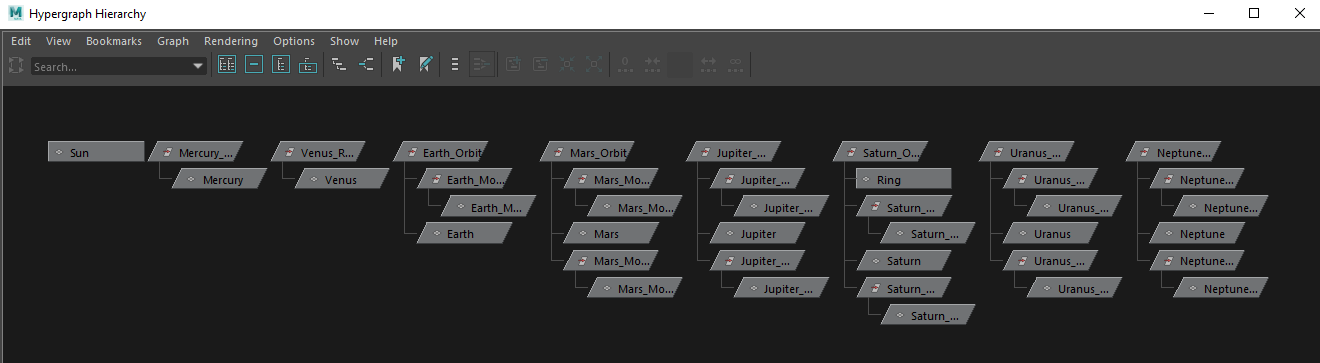 Hypergraph Hierarchy
Edit View Bookmarks Graph Rendering Options Show Help
Search...
0
Sun Mercury_... Venus_R... Earth_Orbit Mars_Orbit Jupiter_... Saturn_O... Uranus_... Neptune...
Mercury Venus Earth_Mo... Mars_Mo... Jupiter_... Ring Uranus_... Neptune...
Earth_M... Mars_Mo... Jupiter_... Saturn_... Uranus_... Neptune...
Earth Mars Jupiter Saturn_... Uranus Neptune
Mars_Mo... Jupiter_... Saturn Uranus_... Neptune...
Mars_Mo... Jupiter_... Saturn_... Uranus_... Neptune...
Saturn_...